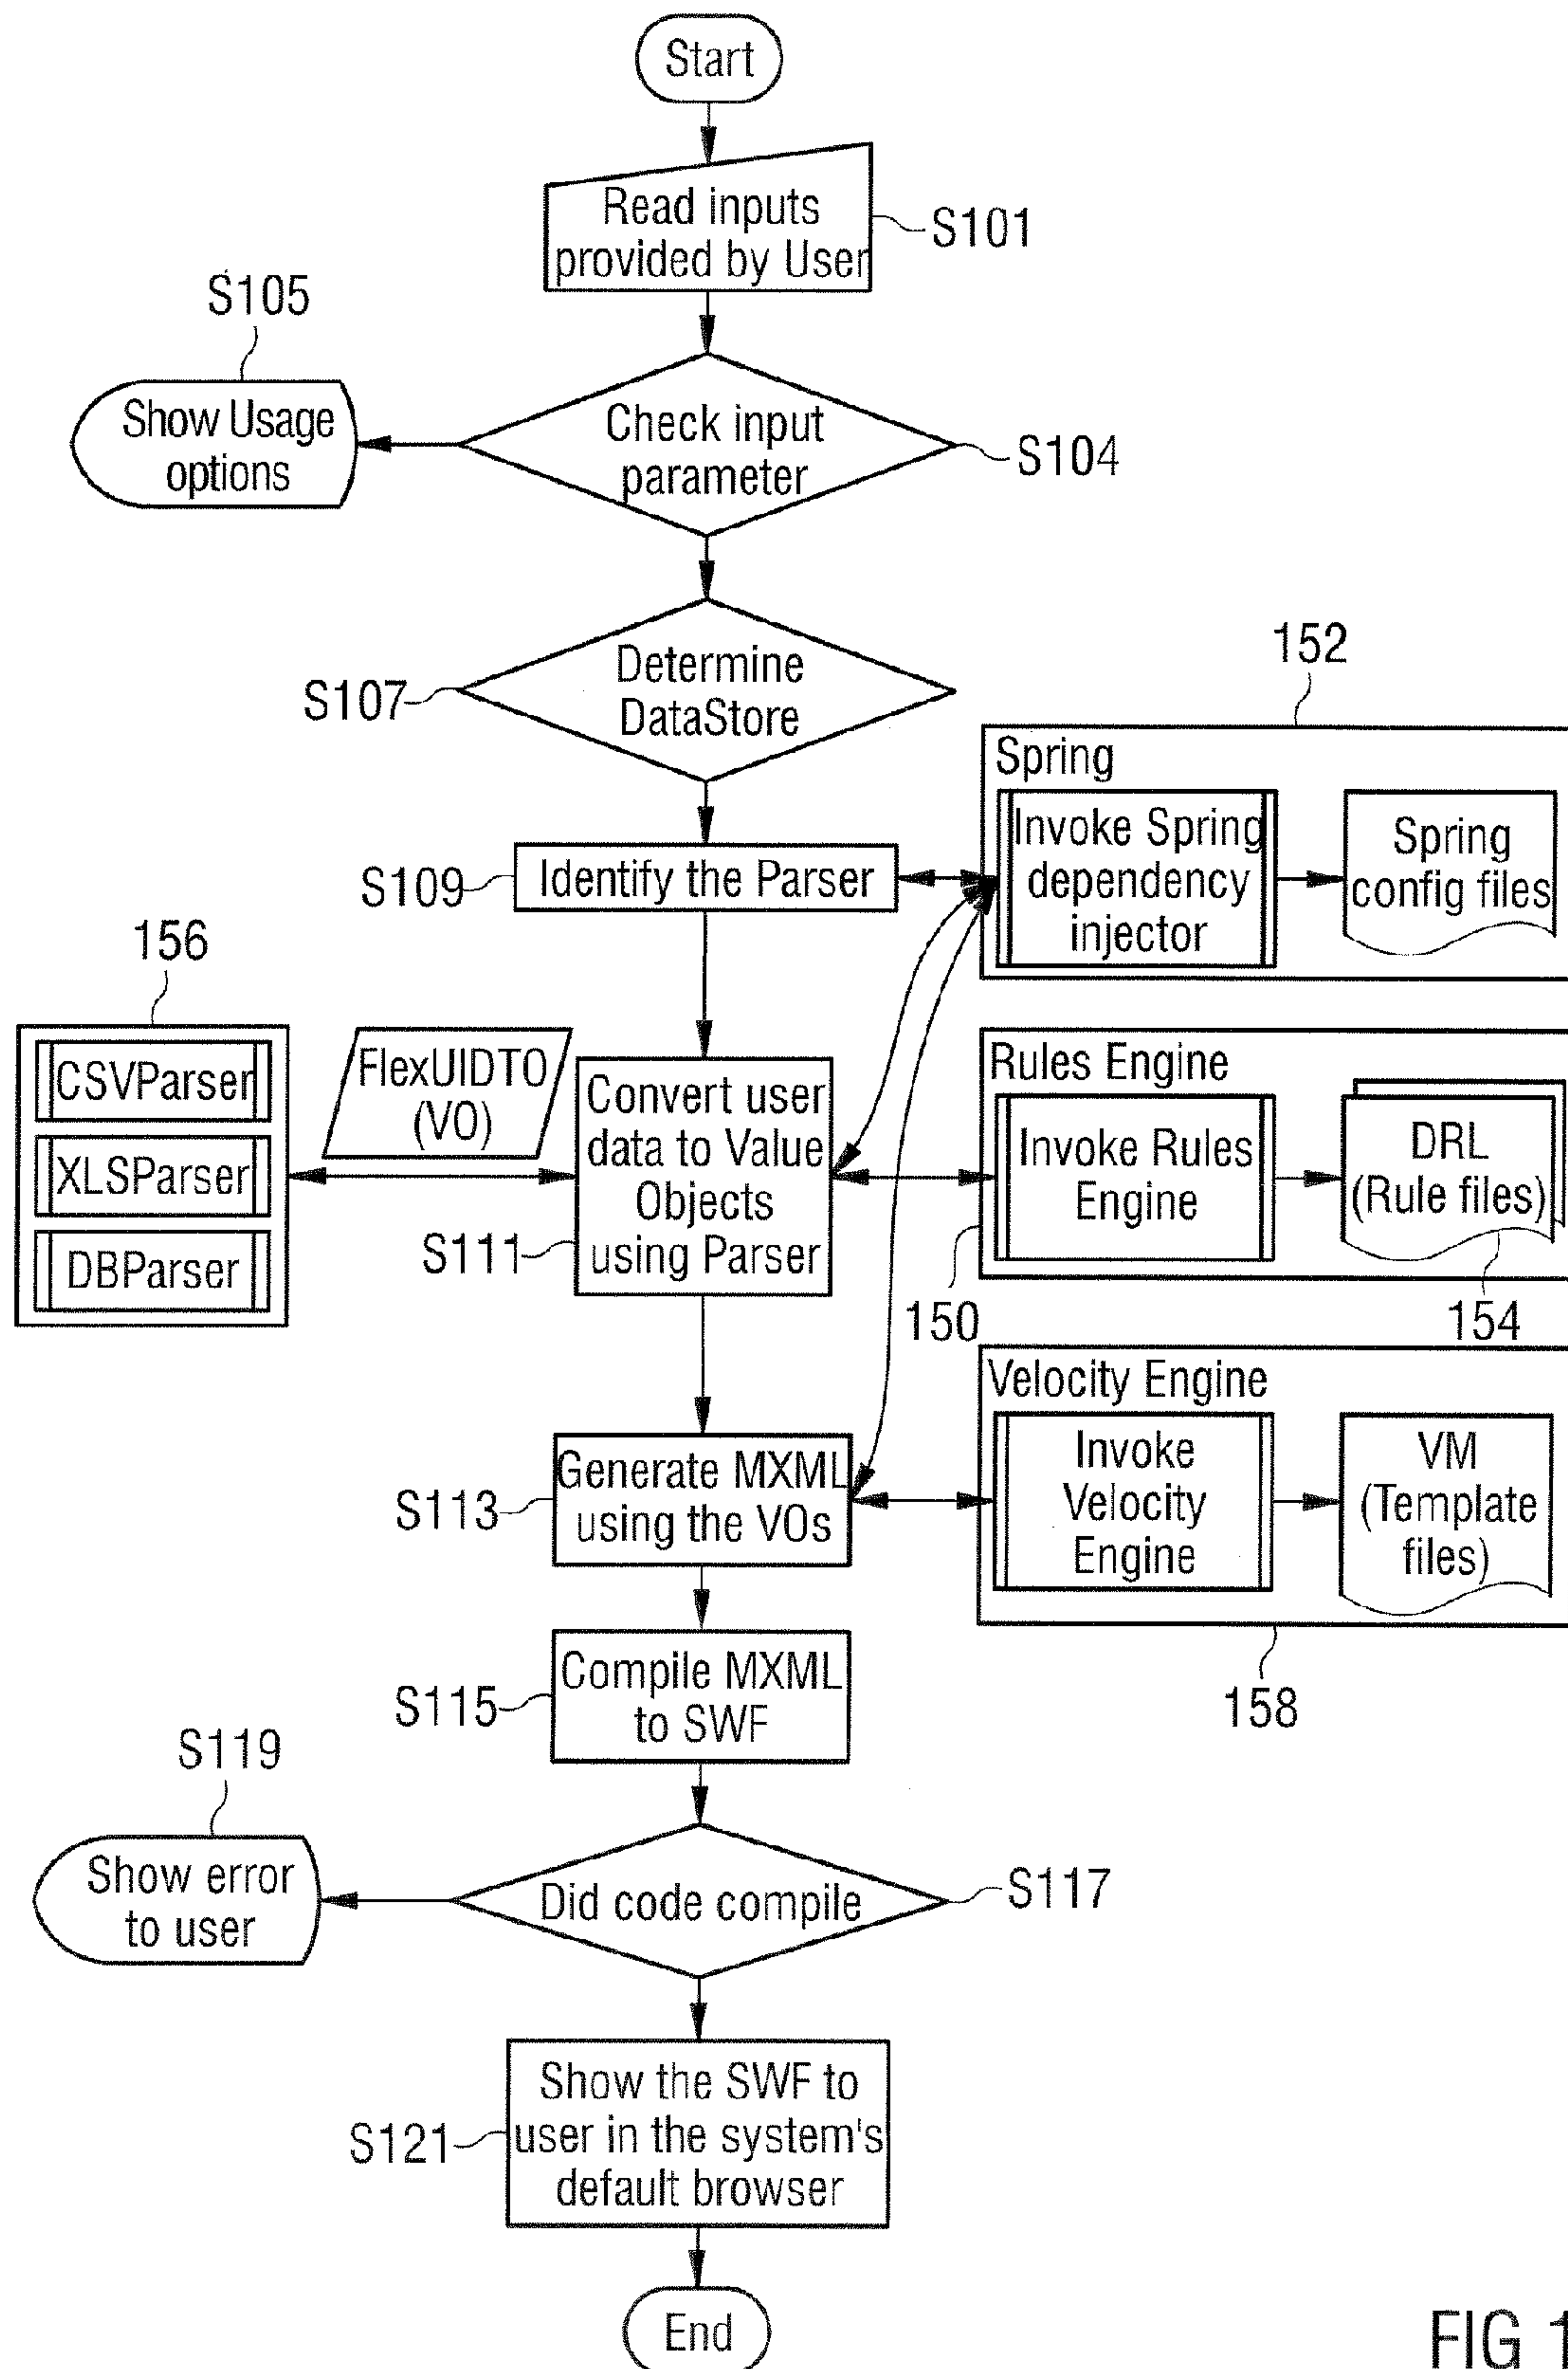 Start
Read inputs
provided by User
S101
S105
Show Usage
options
Check input
parameter
S104
Determine
DataStore
S107
152
Spring
Invoke Spring
dependency
injector
Spring
config files
Identify the Parser
S109
156
CSVParser
XLSParser
DBParser
FlexUIDTO
(VO)
Convert user
data to Value
Objects
using Parser
S111
Rules Engine
Invoke Rules
Engine
DRL
(Rule files)
150
154
Velocity Engine
Invoke
Velocity
Engine
VM
(Template
files)
158
Generate MXML
using the VOs
S113
Compile MXML
to SWF
S115
S119
Show error
to user
Did code compile
S117
Show the SWF to
user in the system's
default browser
S121
End
FIG 1